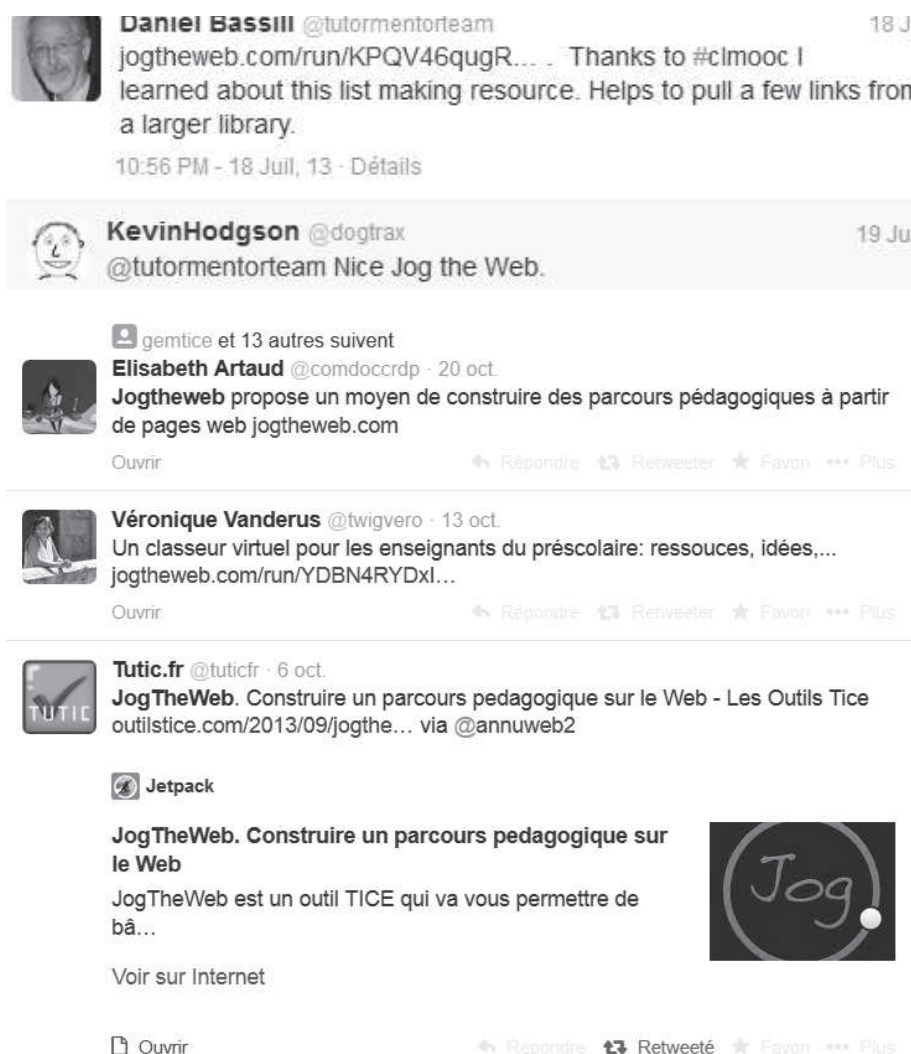 Daniel Bassill @tutormentorteam 18 J
jogtheweb.com/run/KPQV46qugR... . Thanks to #clmooc I
learned about this list making resource. Helps to pull a few links from
a larger library.
10:56 PM - 18 Juil, 13 · Détails
KevinHodgson @dogtrax 19 Ju
@tutormentorteam Nice Jog the Web.
gemtice et 13 autres suivent
Elisabeth Artaud @comdoccrdp · 20 oct.
Jogtheweb propose un moyen de construire des parcours pédagogiques à partir
de pages web jogtheweb.com
Ouvrir Répondre Retweeter Favori Plus
Véronique Vanderus @twigvero · 13 oct.
Un classeur virtuel pour les enseignants du préscolaire: ressouces, idées,...
jogtheweb.com/run/YDBN4RYDxI...
Ouvrir Répondre Retweeter Favori Plus
TUTIC
Tutic.fr @tuticfr · 6 oct.
JogTheWeb. Construire un parcours pedagogique sur le Web - Les Outils Tice
outilstice.com/2013/09/jogthe... via @annuweb2
Jetpack
JogTheWeb. Construire un parcours pedagogique sur
le Web
JogTheWeb est un outil TICE qui va vous permettre de
bâ...
Jog
Voir sur Internet
Ouvrir Répondre Retweeté Favori Plus